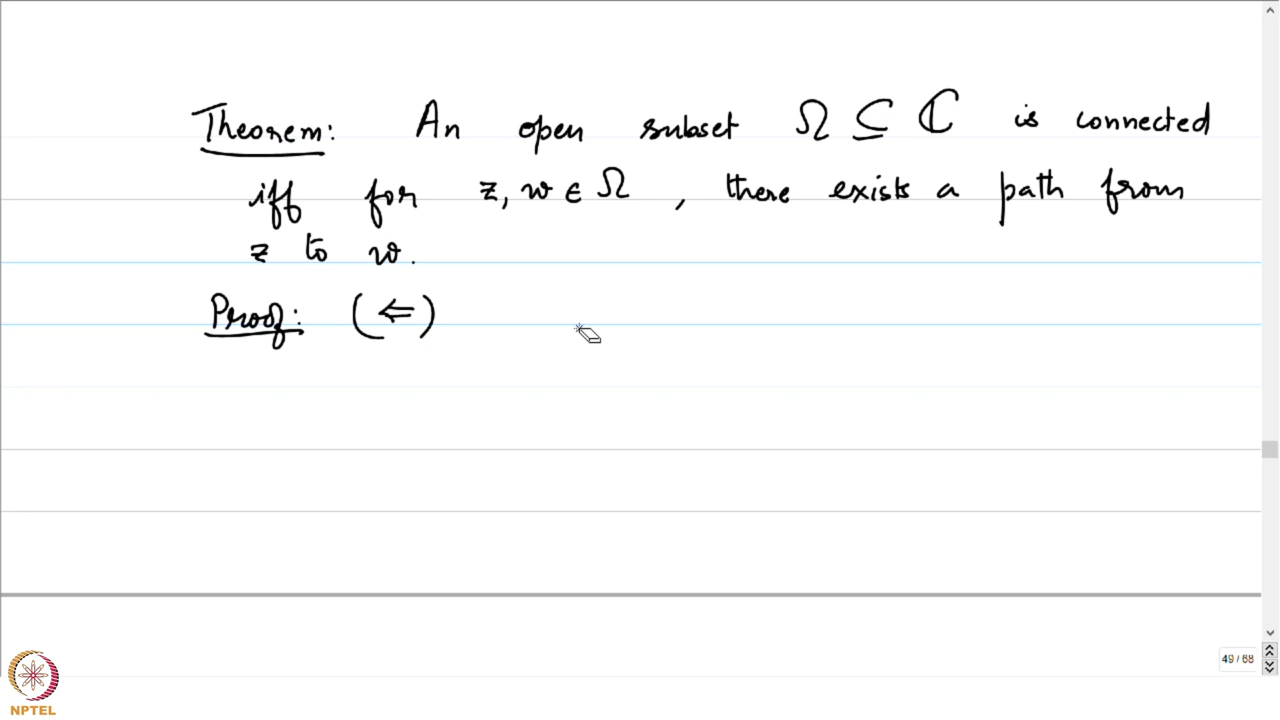 Theorem: An open subset Ω ⊆ ℂ is connected
iff for z, w ∈ Ω , there exists a path from
z to w.
Proof: (⇐)
49 / 68
NPTEL